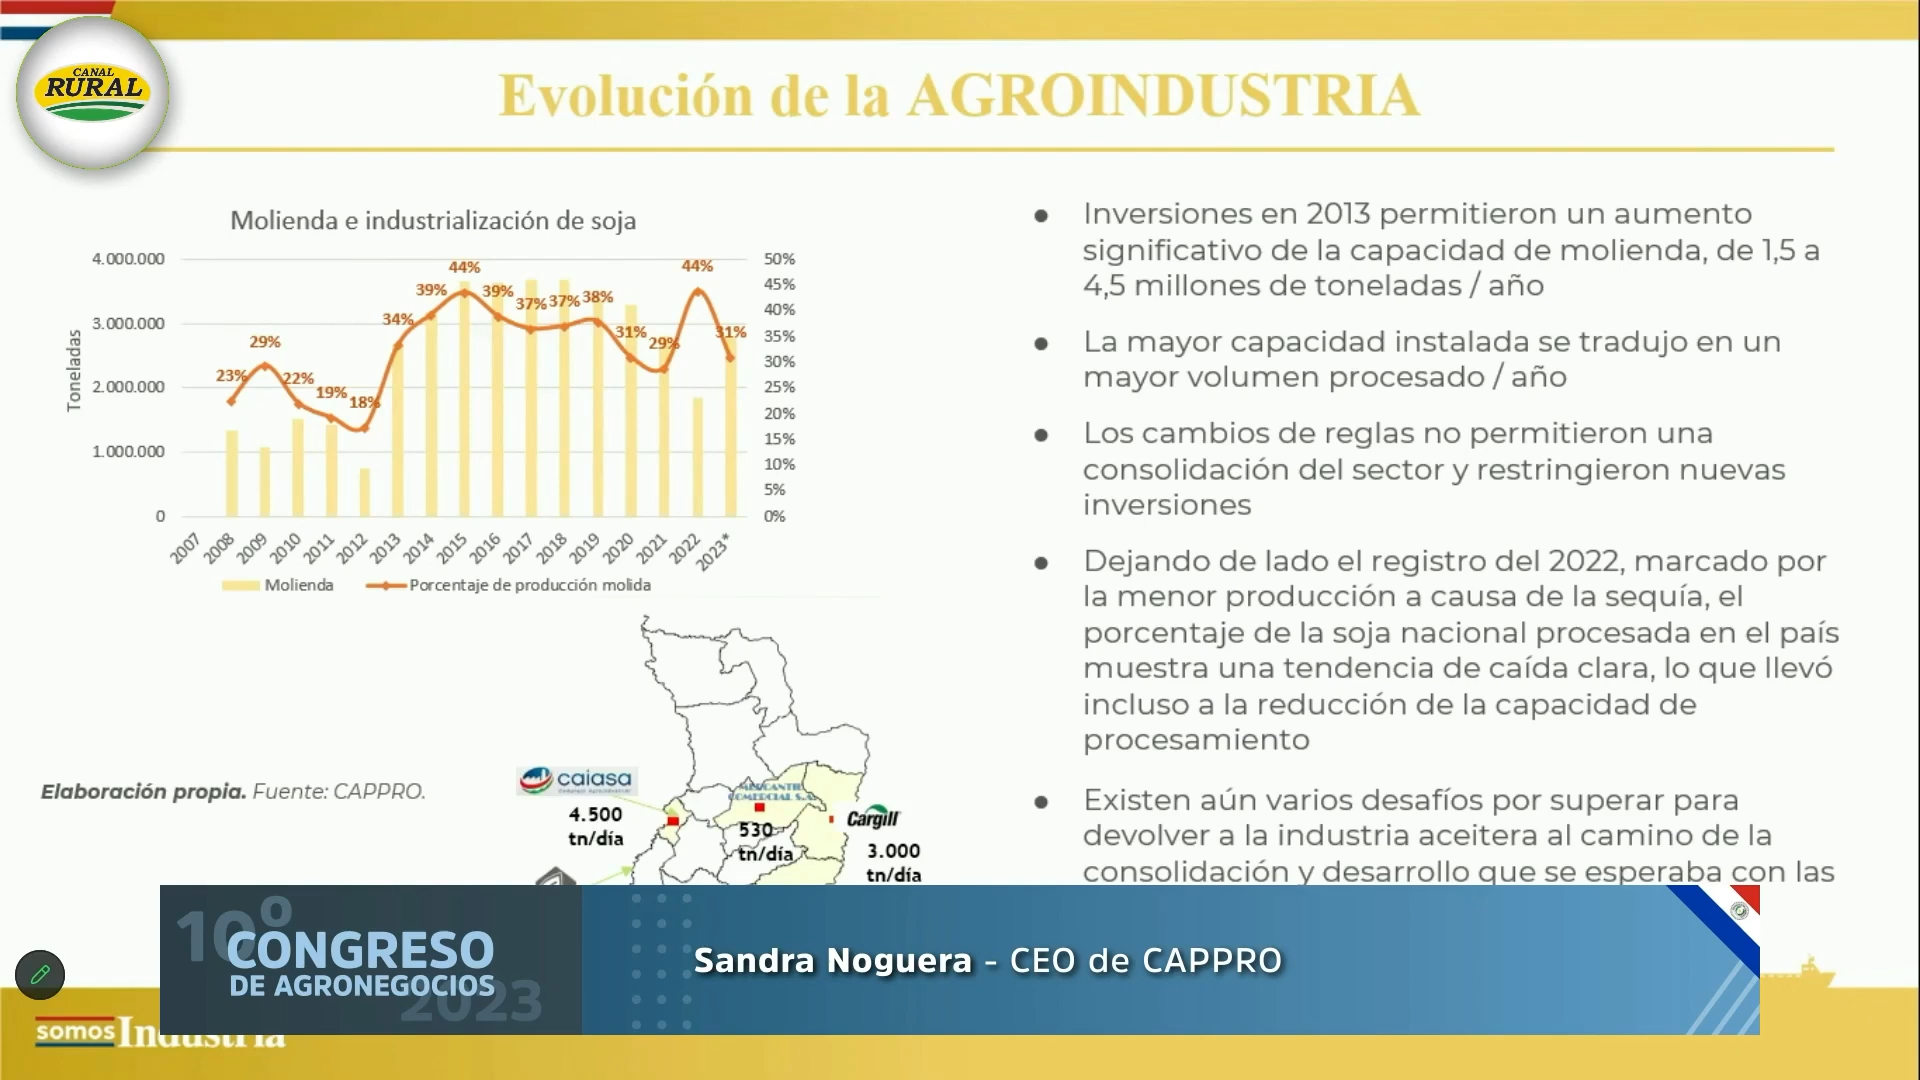 CANAL
RURAL
Evolución de la AGROINDUSTRIA
Molienda e industrialización de soja
Toneladas
4.000.000
3.000.000
2.000.000
1.000.000
0
50%
45%
40%
35%
30%
25%
20%
15%
10%
5%
0%
23%
29%
22%
19%
18%
34%
39%
44%
39%
37%
37%
38%
31%
29%
44%
31%
2007
2008
2009
2010
2011
2012
2013
2014
2015
2016
2017
2018
2019
2020
2021
2022
2023*
Molienda
Porcentaje de producción molida
Elaboración propia. Fuente: CAPPRO.
caiasa
4.500
tn/día
MERCANTIL
COMERCIAL S.A.
530
tn/día
Cargill
3.000
tn/día
● Inversiones en 2013 permitieron un aumento
significativo de la capacidad de molienda, de 1,5 a
4,5 millones de toneladas / año
● La mayor capacidad instalada se tradujo en un
mayor volumen procesado / año
● Los cambios de reglas no permitieron una
consolidación del sector y restringieron nuevas
inversiones
● Dejando de lado el registro del 2022, marcado por
la menor producción a causa de la sequía, el
porcentaje de la soja nacional procesada en el país
muestra una tendencia de caída clara, lo que llevó
incluso a la reducción de la capacidad de
procesamiento
● Existen aún varios desafíos por superar para
devolver a la industria aceitera al camino de la
consolidación y desarrollo que se esperaba con las
10º
CONGRESO
DE AGRONEGOCIOS
2023
Sandra Noguera - CEO de CAPPRO
somos Industria